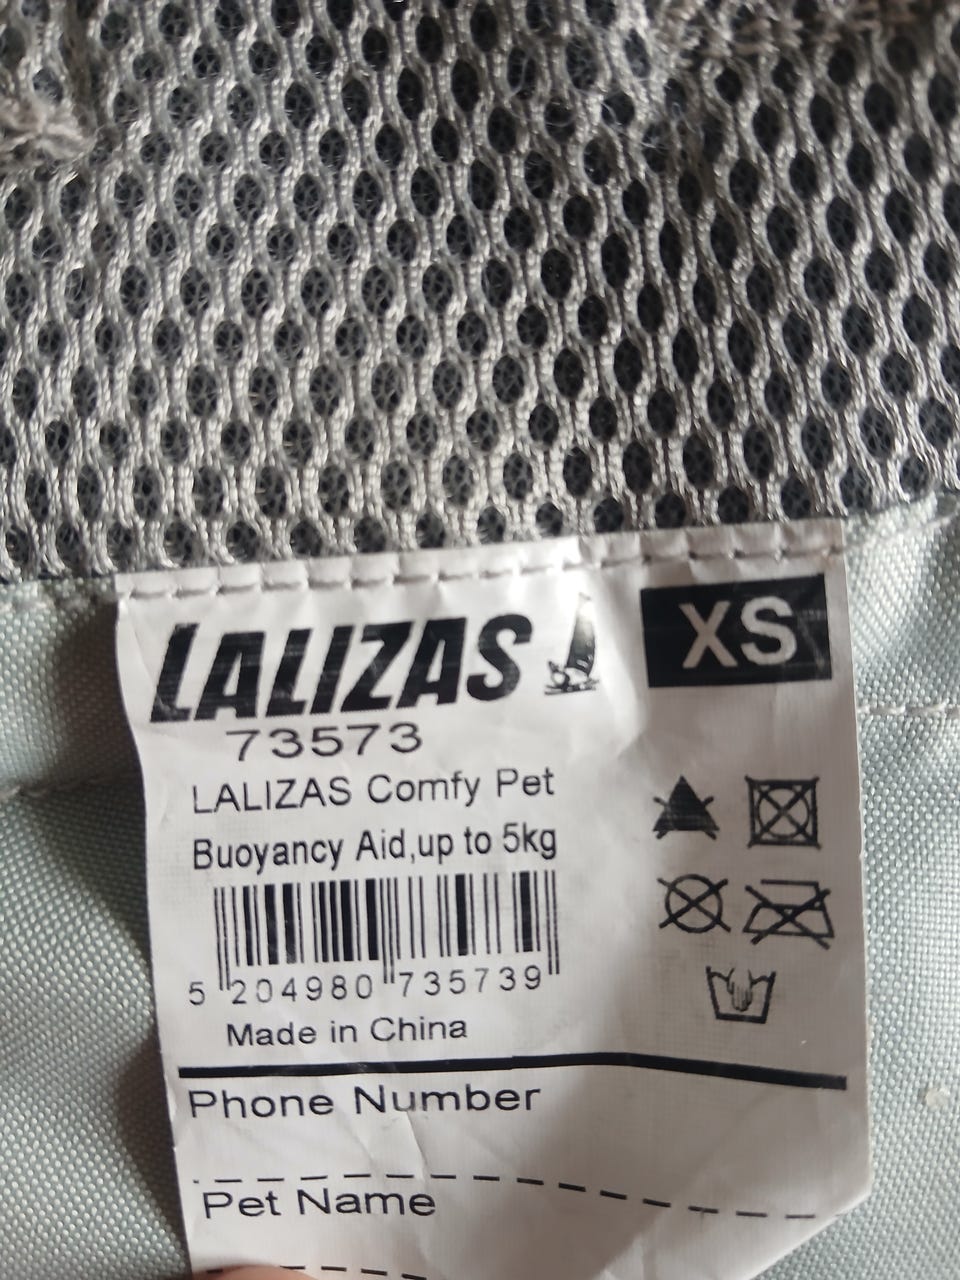 LALIZAS
XS
73573
LALIZAS Comfy Pet
Buoyancy Aid,up to 5kg
5 204980 735739
Made in China
Phone Number
Pet Name